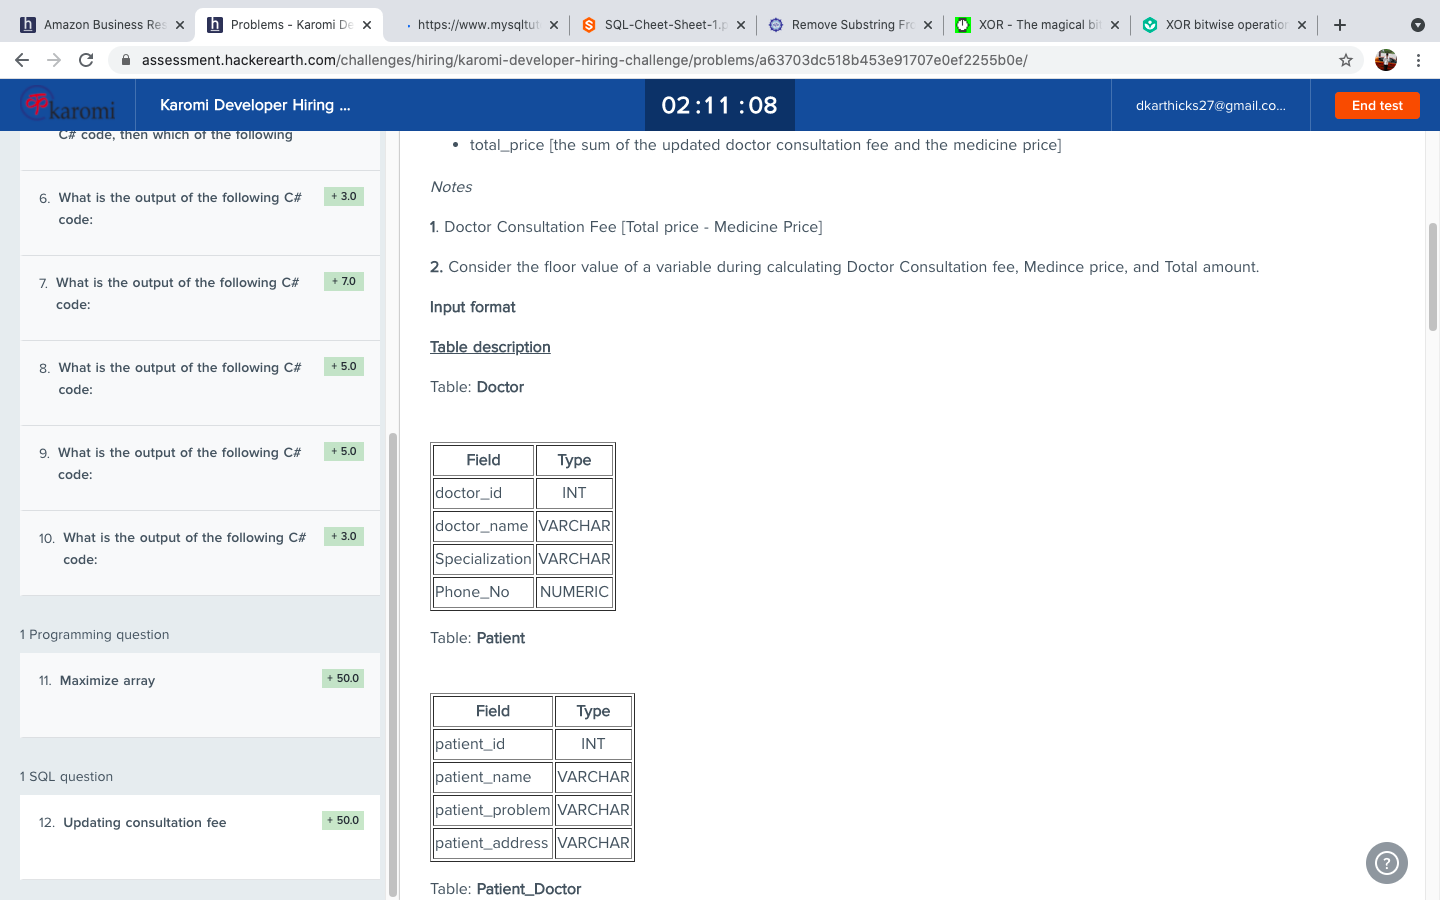 Amazon Business Res
Problems - Karomi De
https://www.mysqltut
SQL-Cheet-Sheet-1.p
Remove Substring Fro
XOR - The magical bit
XOR bitwise operation
assessment.hackerearth.com/challenges/hiring/karomi-developer-hiring-challenge/problems/a63703dc518b453e91707e0ef2255b0e/
karomi
Karomi Developer Hiring ...
02:11:08
dkarthicks27@gmail.co...
End test
C# code, then which of the following
6. What is the output of the following C# code:
+ 3.0
7. What is the output of the following C# code:
+ 7.0
8. What is the output of the following C# code:
+ 5.0
9. What is the output of the following C# code:
+ 5.0
10. What is the output of the following C# code:
+ 3.0
1 Programming question
11. Maximize array
+ 50.0
1 SQL question
12. Updating consultation fee
+ 50.0
• total_price [the sum of the updated doctor consultation fee and the medicine price]
Notes
1. Doctor Consultation Fee [Total price - Medicine Price]
2. Consider the floor value of a variable during calculating Doctor Consultation fee, Medince price, and Total amount.
Input format
Table description
Table: Doctor
Field Type
doctor_id INT
doctor_name VARCHAR
Specialization VARCHAR
Phone_No NUMERIC
Table: Patient
Field Type
patient_id INT
patient_name VARCHAR
patient_problem VARCHAR
patient_address VARCHAR
Table: Patient_Doctor
?